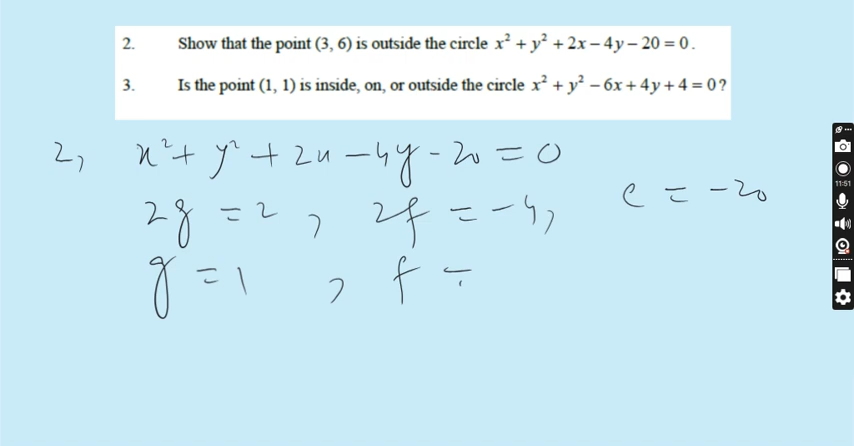 2. Show that the point (3, 6) is outside the circle x² + y² + 2x – 4y – 20 = 0.
3. Is the point (1, 1) is inside, on, or outside the circle x² + y² – 6x + 4y + 4 = 0?
2, x² + y² + 2x – 4y – 20 = 0
2g = 2, 2f = –4, c = –20
g = 1, f =
11:51